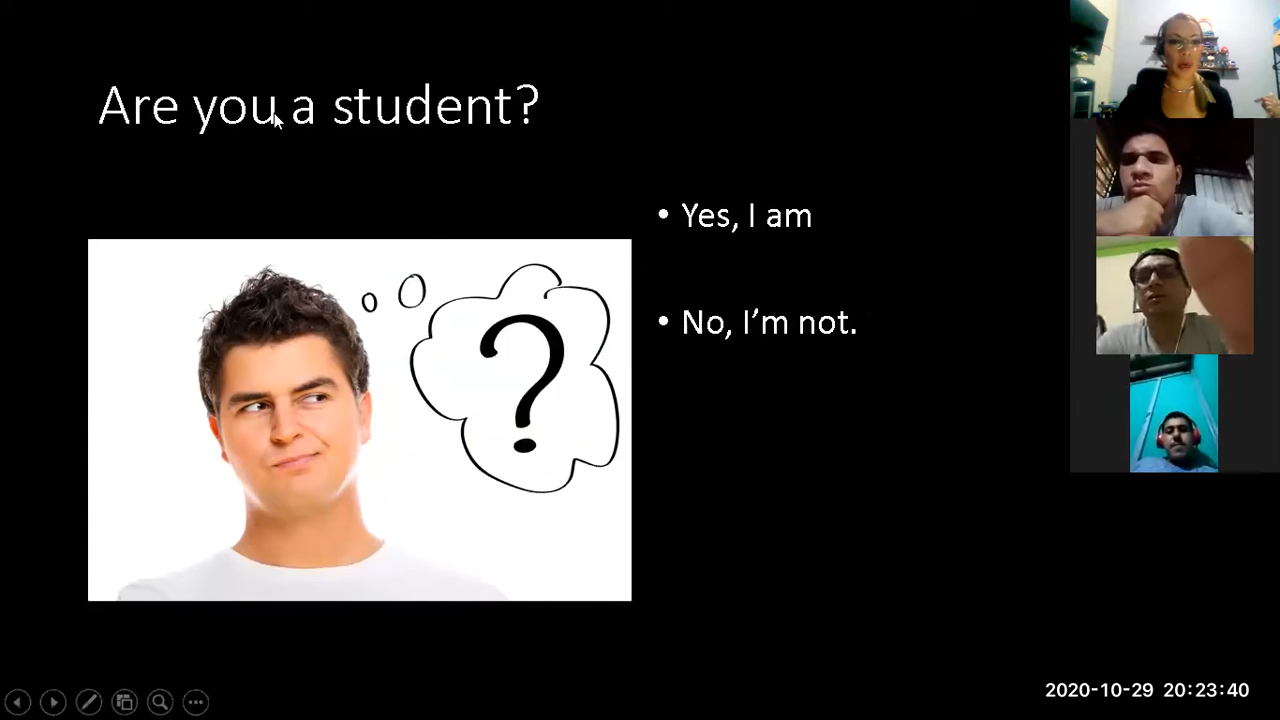 Are you a student?
• Yes, I am
• No, I’m not.
?
2020-10-29 20:23:40